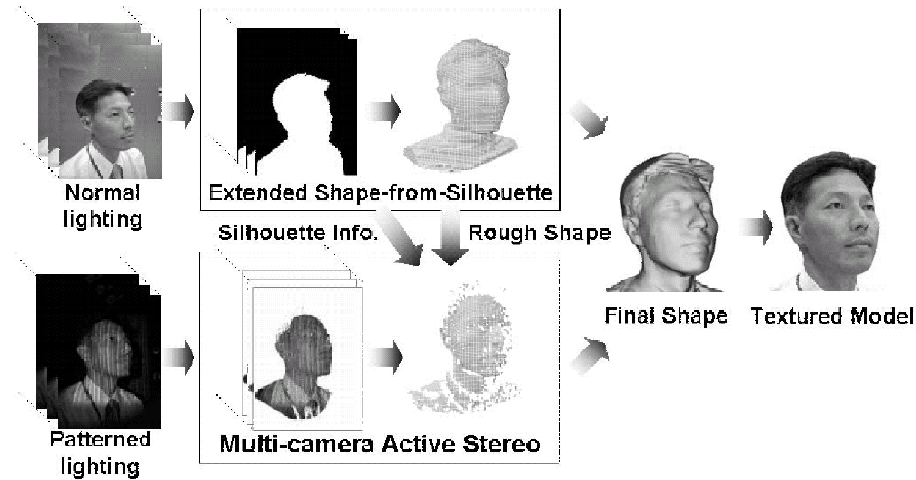 Normal
lighting
Extended Shape-from-Silhouette
Silhouette Info.
Rough Shape
Final Shape
Textured Model
Patterned
lighting
Multi-camera Active Stereo